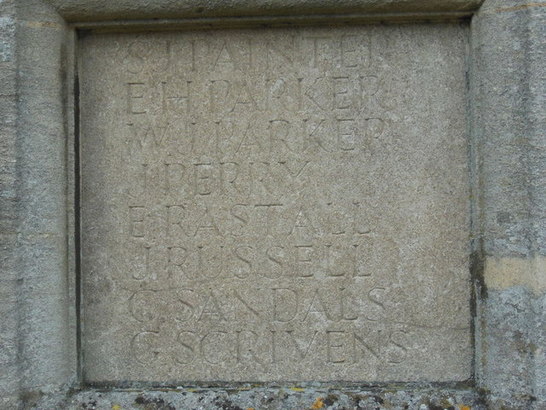 S.J. PAINTER
E.H. PARKER
W.J. PARKER
J. PERRY
E. RASTALL
J. RUSSELL
C. SANDALS
G. SCRIVENS